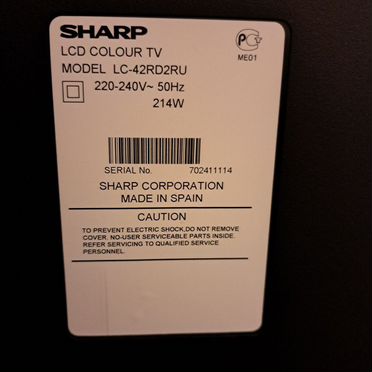 SHARP
LCD COLOUR TV
MODEL LC-42RD2RU
220-240V~ 50Hz
214W
ME01
SERIAL No. 702411114
SHARP CORPORATION
MADE IN SPAIN
CAUTION
TO PREVENT ELECTRIC SHOCK,DO NOT REMOVE
COVER. NO-USER SERVICEABLE PARTS INSIDE.
REFER SERVICING TO QUALIFIED SERVICE
PERSONNEL.